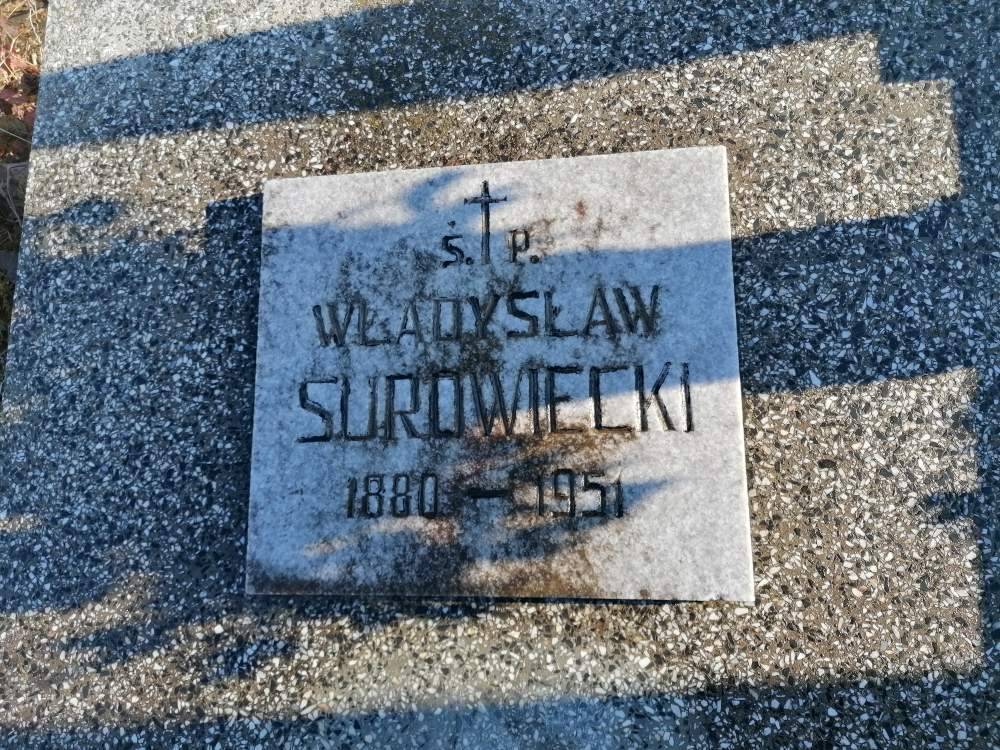 Ś. P.
WŁADYSŁAW
SUROWIECKI
1880 - 1951